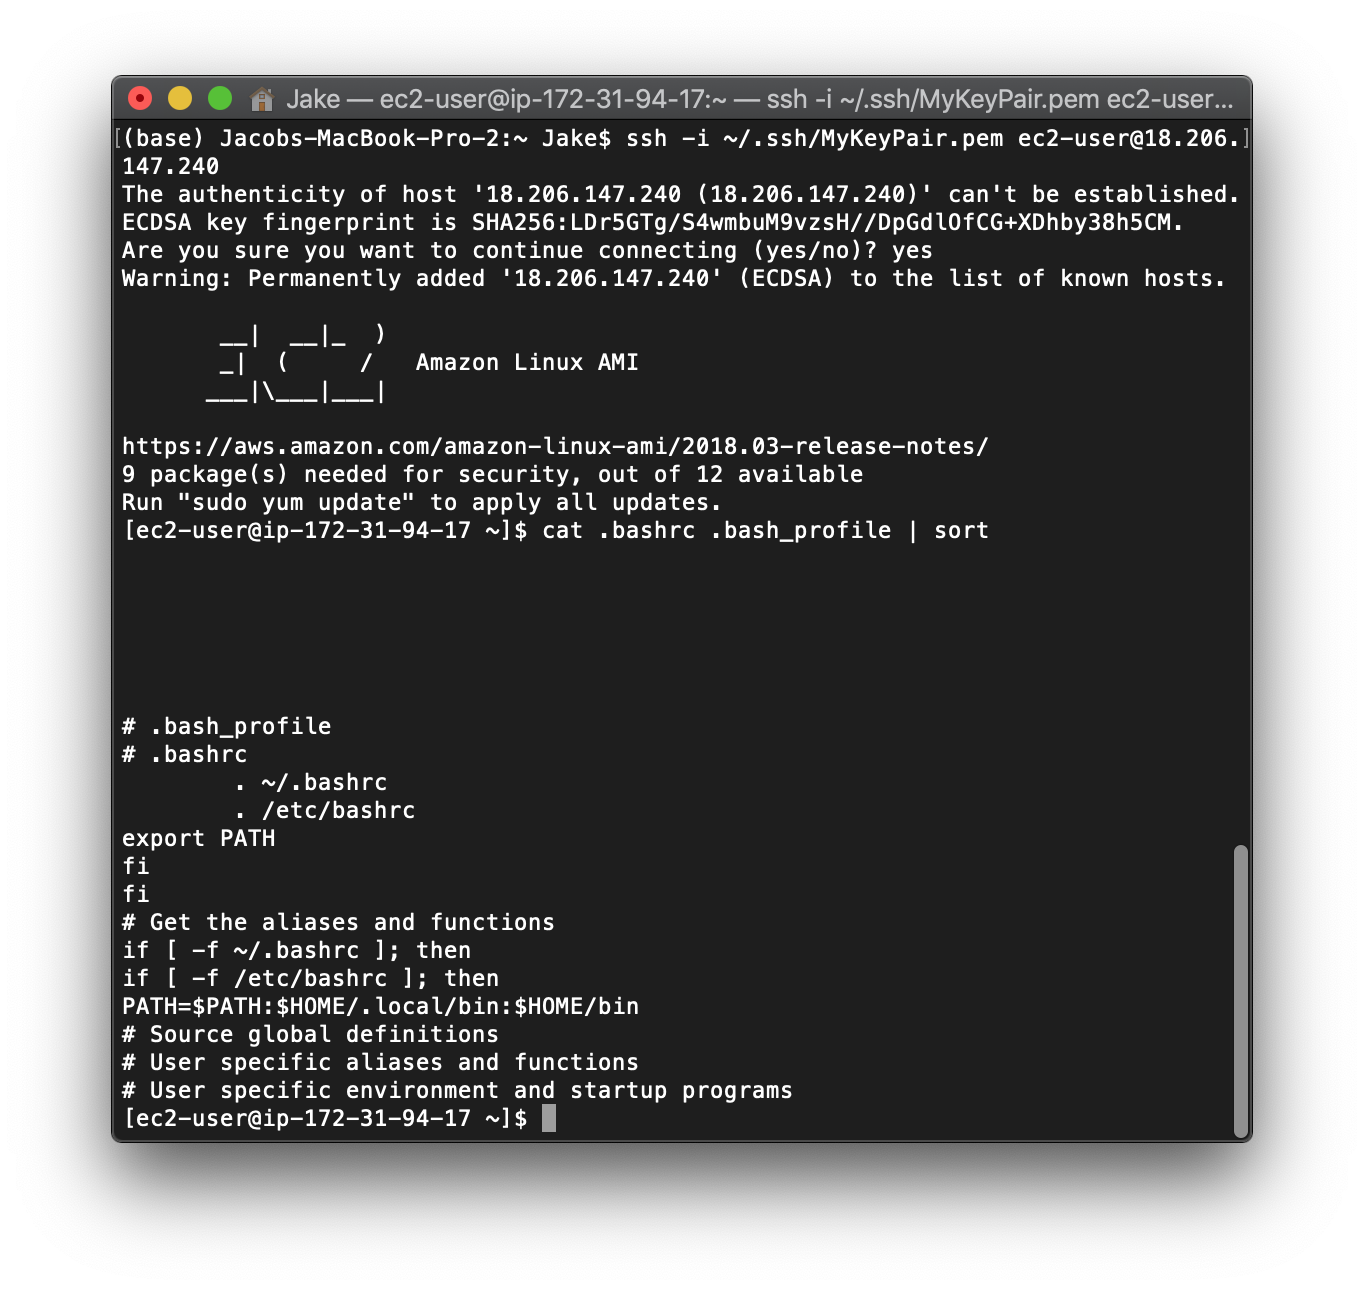 Jake — ec2-user@ip-172-31-94-17:~ — ssh -i ~/.ssh/MyKeyPair.pem ec2-user...
[(base) Jacobs-MacBook-Pro-2:~ Jake$ ssh -i ~/.ssh/MyKeyPair.pem ec2-user@18.206.]
147.240
The authenticity of host '18.206.147.240 (18.206.147.240)' can't be established.
ECDSA key fingerprint is SHA256:LDr5GTg/S4wmbuM9vzsH//DpGdlOfCG+XDhby38h5CM.
Are you sure you want to continue connecting (yes/no)? yes
Warning: Permanently added '18.206.147.240' (ECDSA) to the list of known hosts.
       __|  __|_  )
       _|  (     /   Amazon Linux AMI
      ___|\___|___|
https://aws.amazon.com/amazon-linux-ami/2018.03-release-notes/
9 package(s) needed for security, out of 12 available
Run "sudo yum update" to apply all updates.
[ec2-user@ip-172-31-94-17 ~]$ cat .bashrc .bash_profile | sort
# .bash_profile
# .bashrc
        . ~/.bashrc
        . /etc/bashrc
export PATH
fi
fi
# Get the aliases and functions
if [ -f ~/.bashrc ]; then
if [ -f /etc/bashrc ]; then
PATH=$PATH:$HOME/.local/bin:$HOME/bin
# Source global definitions
# User specific aliases and functions
# User specific environment and startup programs
[ec2-user@ip-172-31-94-17 ~]$